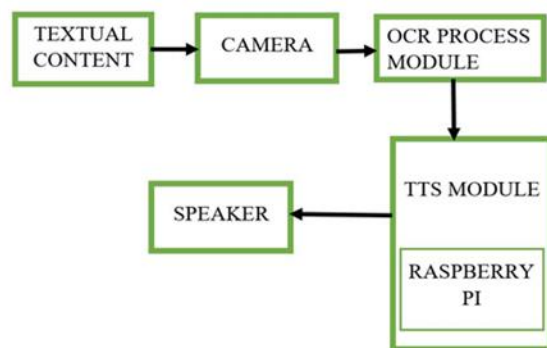 TEXTUAL
CONTENT
CAMERA
OCR PROCESS
MODULE
TTS MODULE
SPEAKER
RASPBERRY
PI